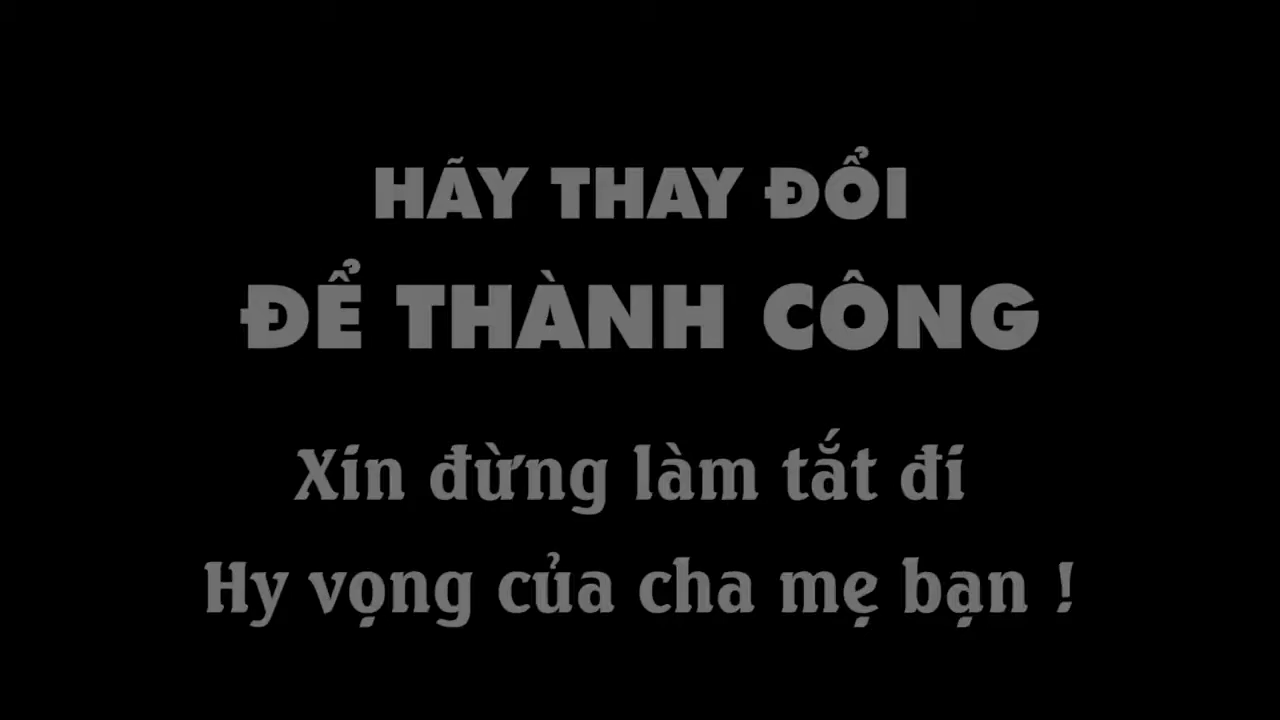 HÃY THAY ĐỔI
ĐỂ THÀNH CÔNG
Xin đừng làm tắt đi
Hy vọng của cha mẹ bạn !